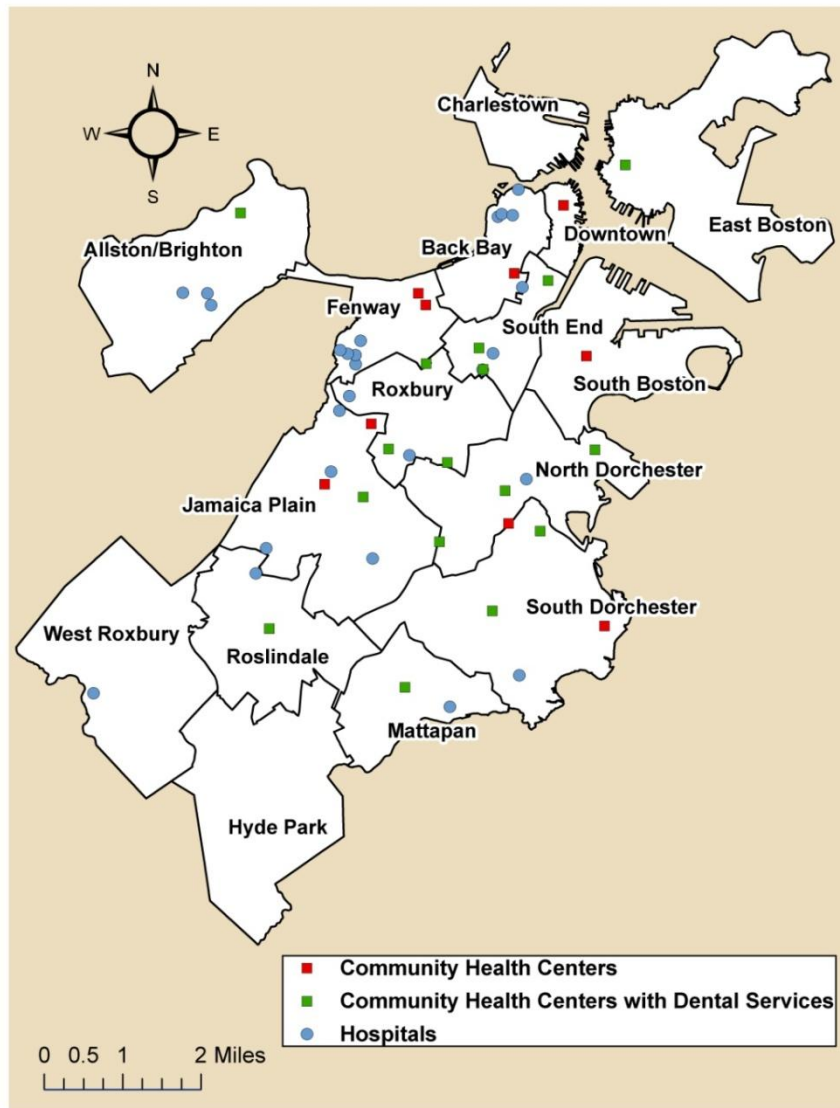 N
W E
S
Charlestown
East Boston
Downtown
Allston/Brighton
Back Bay
Fenway
South End
South Boston
Roxbury
North Dorchester
Jamaica Plain
South Dorchester
West Roxbury
Roslindale
Mattapan
Hyde Park
Community Health Centers
Community Health Centers with Dental Services
Hospitals
0 0.5 1 2 Miles